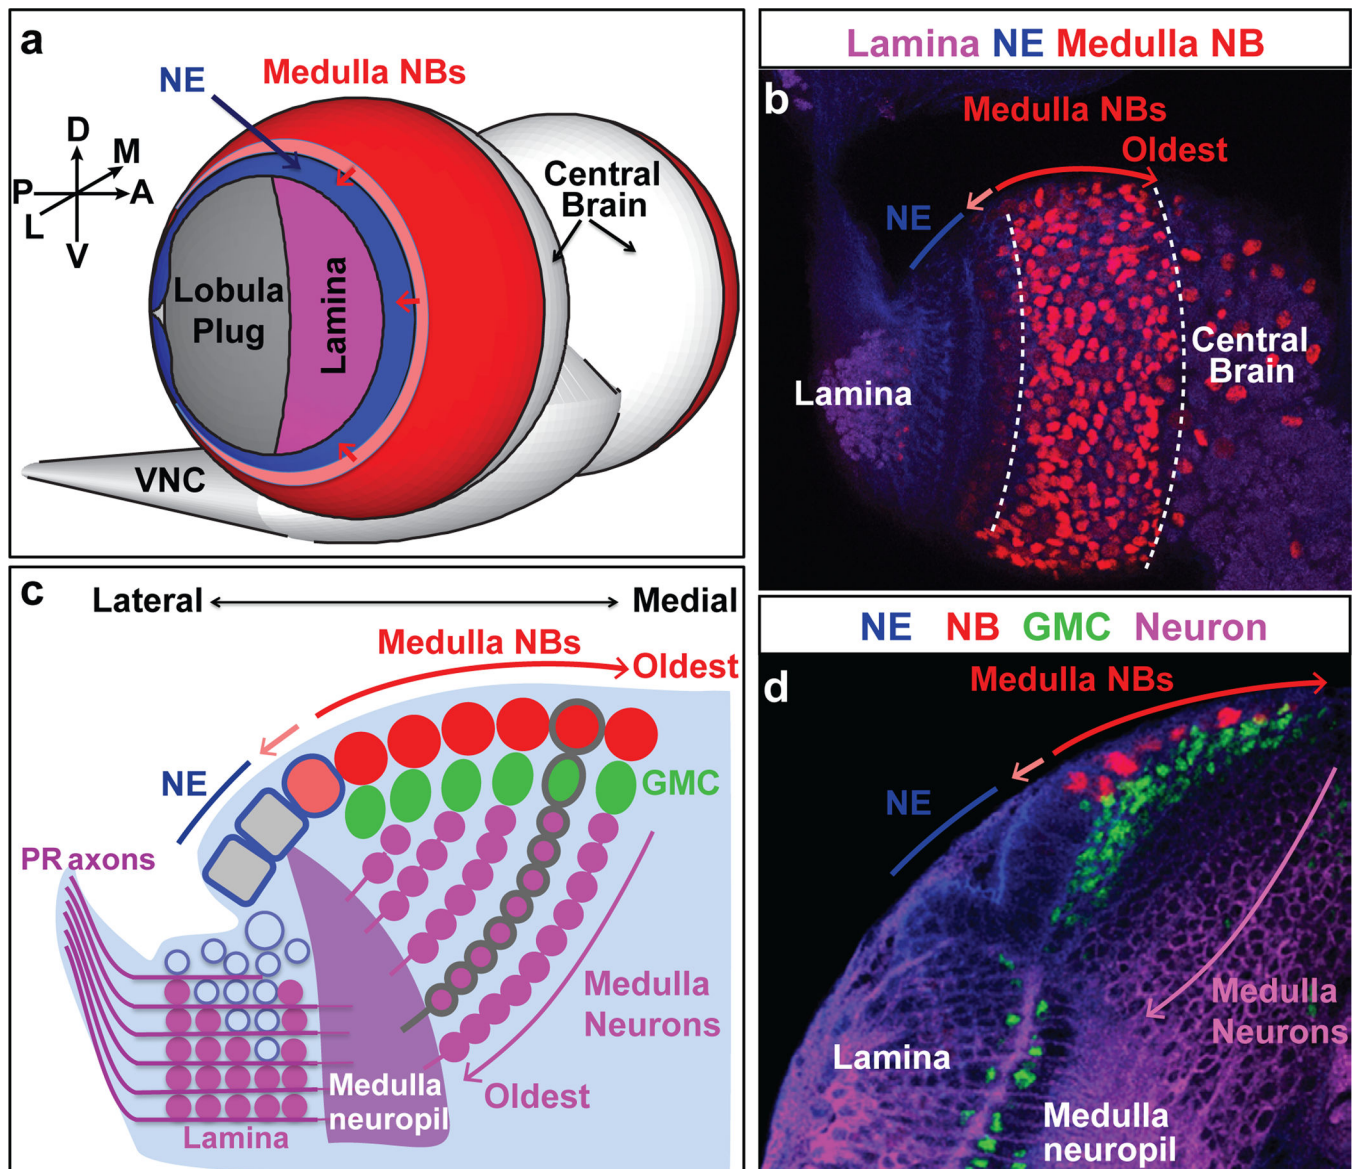 a
NE
Medulla NBs
D
M
P
A
L
V
Central
Brain
Lobula
Plug
Lamina
VNC
Lamina NE Medulla NB
b
Medulla NBs
Oldest
NE
Lamina
Central
Brain
c
Lateral
Medial
Medulla NBs
Oldest
NE
GMC
PR axons
Medulla
Neurons
Medulla
neuropil
Oldest
Lamina
NE NB GMC Neuron
d
Medulla NBs
NE
Medulla
Neurons
Lamina
Medulla
neuropil